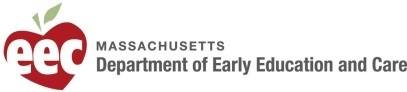 eec
MASSACHUSETTS
Department of Early Education and Care